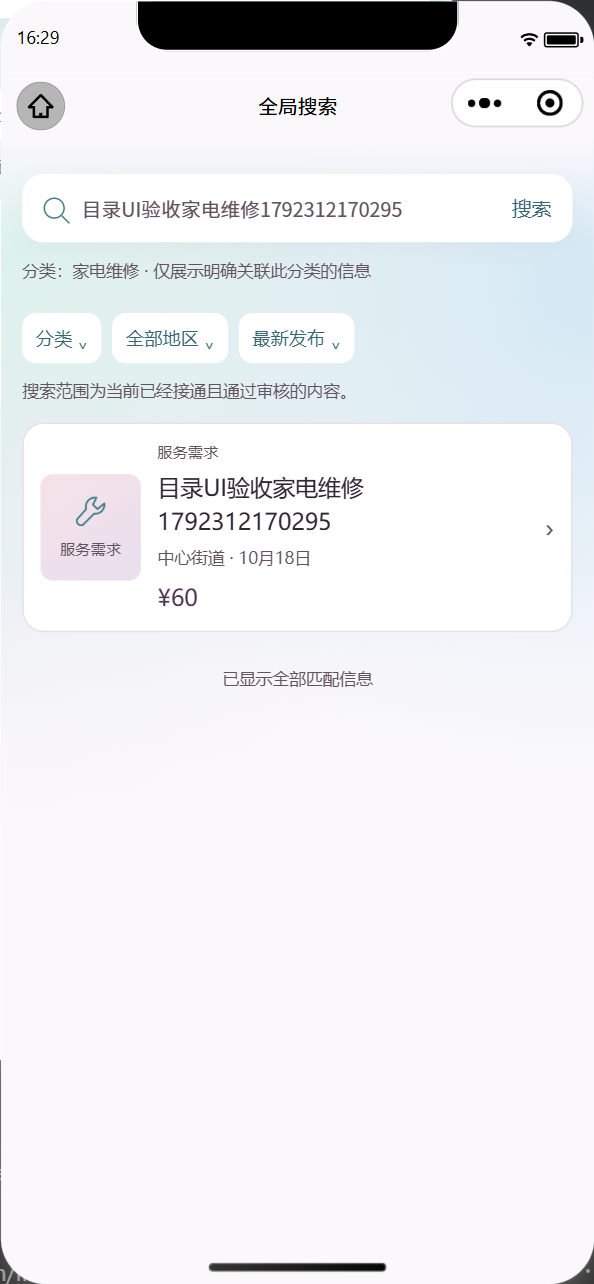 16:29
全局搜索
目录UI验收家电维修1792312170295
搜索
分类：家电维修 · 仅展示明确关联此分类的信息
分类
全部地区
最新发布
搜索范围为当前已经接通且通过审核的内容。
服务需求
服务需求
目录UI验收家电维修
1792312170295
中心街道 · 10月18日
¥60
已显示全部匹配信息